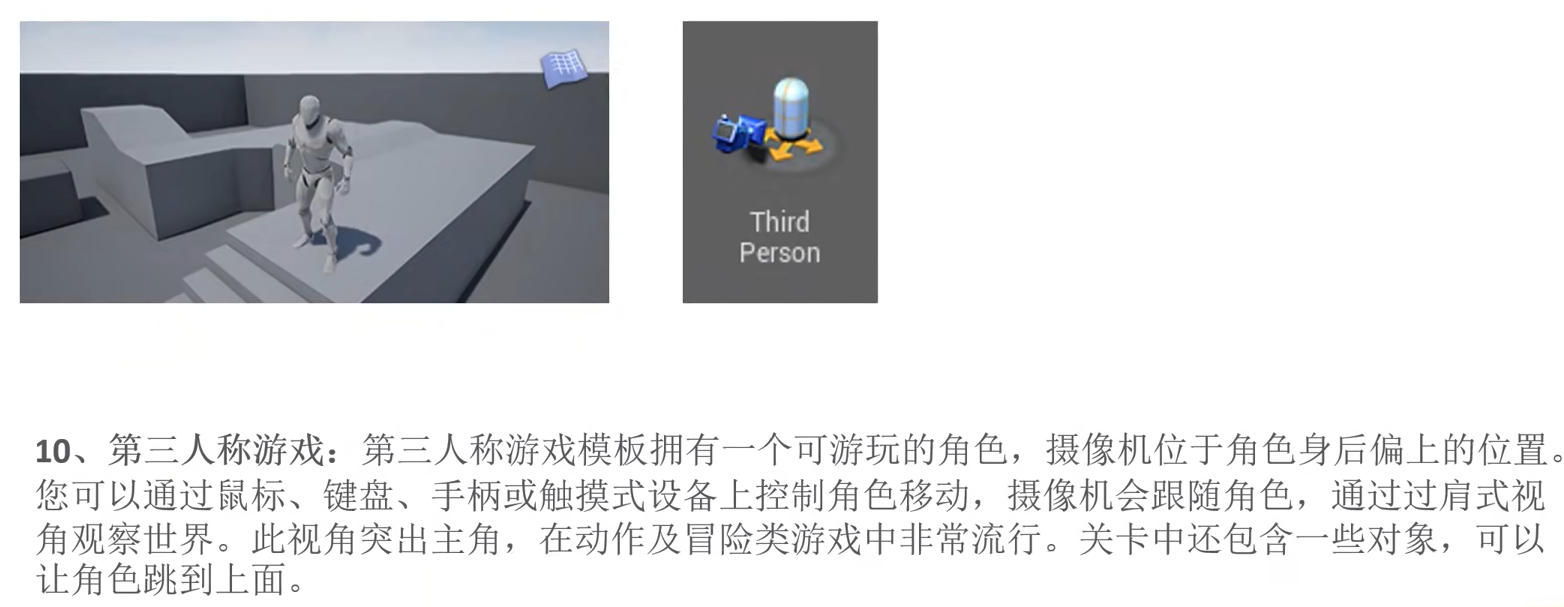 Third
Person
10、第三人称游戏：第三人称游戏模板拥有一个可游玩的角色，摄像机位于角色身后偏上的位置。
您可以通过鼠标、键盘、手柄或触摸式设备上控制角色移动，摄像机会跟随角色，通过过肩式视
角观察世界。此视角突出主角，在动作及冒险类游戏中非常流行。关卡中还包含一些对象，可以
让角色跳到上面。